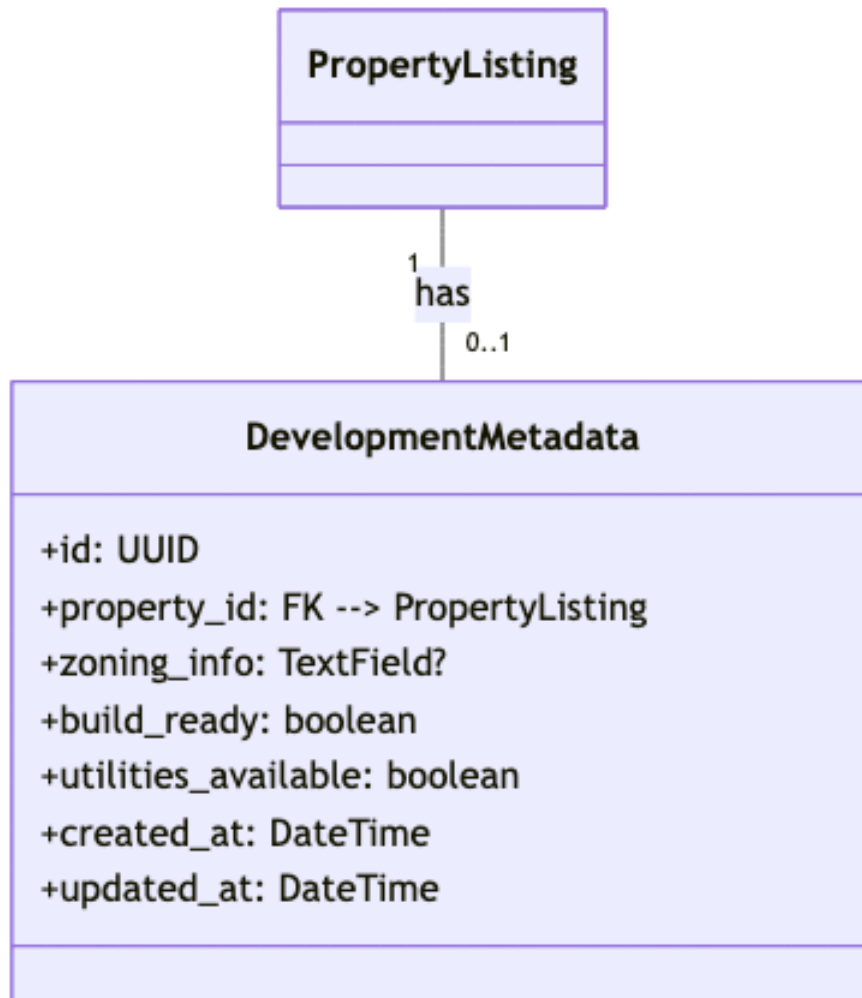 PropertyListing
1
has
0..1
DevelopmentMetadata
+id: UUID
+property_id: FK --> PropertyListing
+zoning_info: TextField?
+build_ready: boolean
+utilities_available: boolean
+created_at: DateTime
+updated_at: DateTime